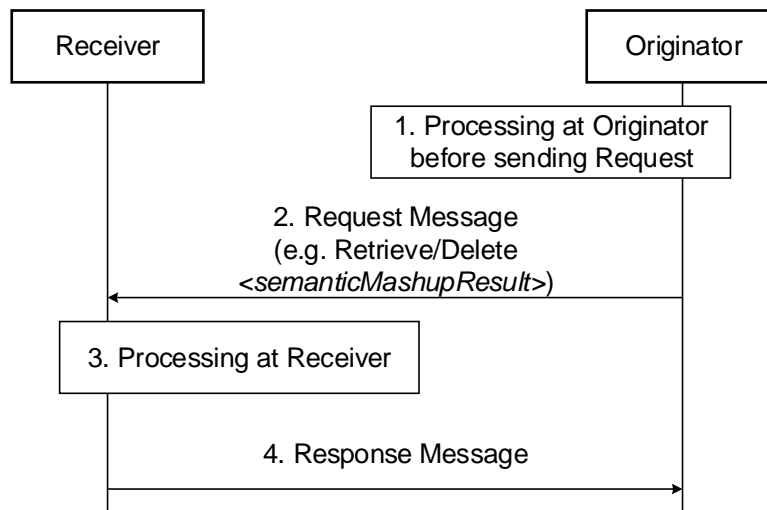 Receiver
Originator
1. Processing at Originator
before sending Request
2. Request Message
(e.g. Retrieve/Delete
<semanticMashupResult>)
3. Processing at Receiver
4. Response Message